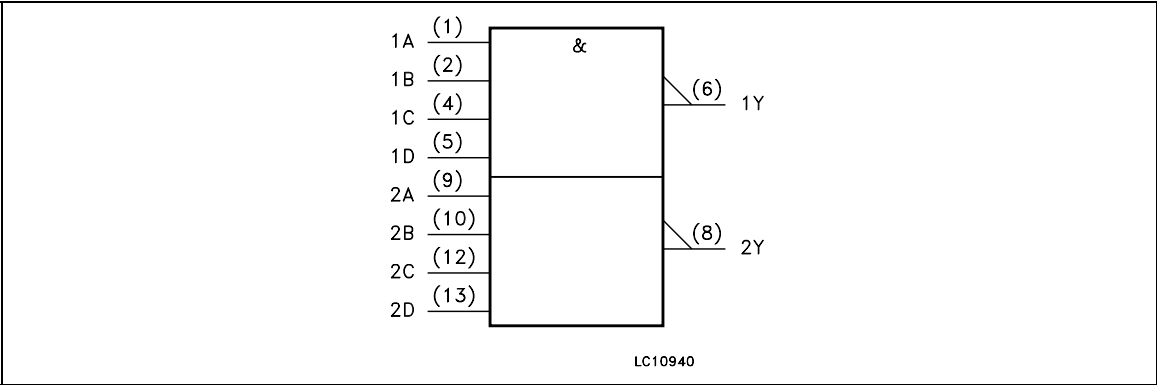 1A (1)
1B (2)
1C (4)
1D (5)
2A (9)
2B (10)
2C (12)
2D (13)
&
(6) 1Y
(8) 2Y
LC10940